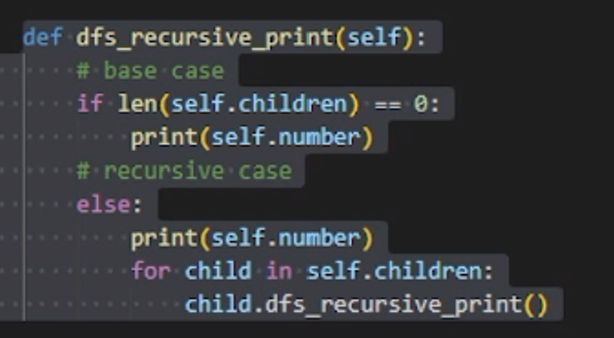 def dfs_recursive_print(self):
    # base case
    if len(self.children) == 0:
        print(self.number)
    # recursive case
    else:
        print(self.number)
        for child in self.children:
            child.dfs_recursive_print()